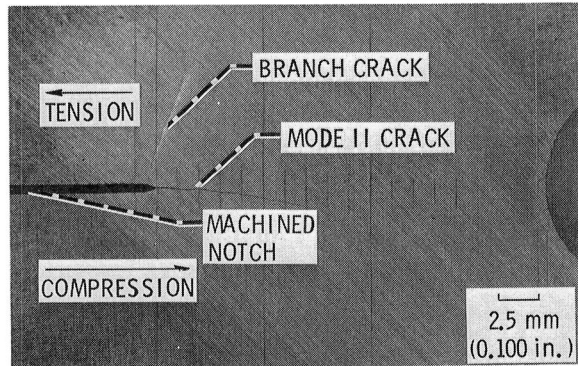 BRANCH CRACK
TENSION
MODE II CRACK
MACHINED
NOTCH
COMPRESSION
2.5 mm
(0.100 in.)